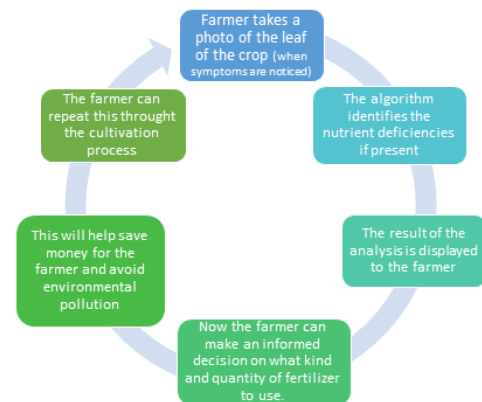 Farmer takes a
photo of the leaf
of the crop (when
symptoms are noticed)
The algorithm
identifies the
nutrient deficiencies
if present
The result of the
analysis is displayed
to the farmer
Now the farmer can
make an informed
decision on what kind
and quantity of fertilizer
to use.
This will help save
money for the
farmer and avoid
environmental
pollution
The farmer can
repeat this throught
the cultivation
process